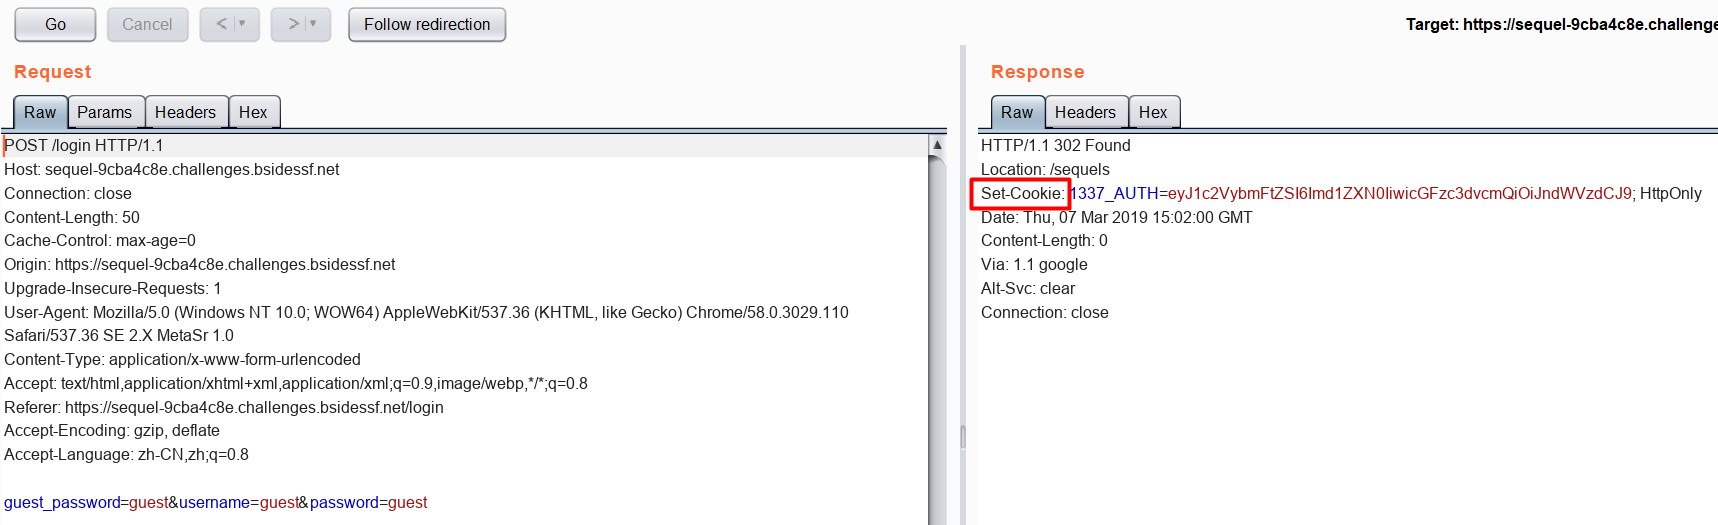 Go Cancel < > Follow redirection Target: https://sequel-9cba4c8e.challenge
Request
Raw Params Headers Hex
POST /login HTTP/1.1
Host: sequel-9cba4c8e.challenges.bsidessf.net
Connection: close
Content-Length: 50
Cache-Control: max-age=0
Origin: https://sequel-9cba4c8e.challenges.bsidessf.net
Upgrade-Insecure-Requests: 1
User-Agent: Mozilla/5.0 (Windows NT 10.0; WOW64) AppleWebKit/537.36 (KHTML, like Gecko) Chrome/58.0.3029.110
Safari/537.36 SE 2.X MetaSr 1.0
Content-Type: application/x-www-form-urlencoded
Accept: text/html,application/xhtml+xml,application/xml;q=0.9,image/webp,*/*;q=0.8
Referer: https://sequel-9cba4c8e.challenges.bsidessf.net/login
Accept-Encoding: gzip, deflate
Accept-Language: zh-CN,zh;q=0.8
guest_password=guest&username=guest&password=guest
Response
Raw Headers Hex
HTTP/1.1 302 Found
Location: /sequels
Set-Cookie: 1337_AUTH=eyJ1c2VybmFtZSI6Imd1ZXN0IiwicGFzc3dvcmQiOiJndWVzdCJ9; HttpOnly
Date: Thu, 07 Mar 2019 15:02:00 GMT
Content-Length: 0
Via: 1.1 google
Alt-Svc: clear
Connection: close